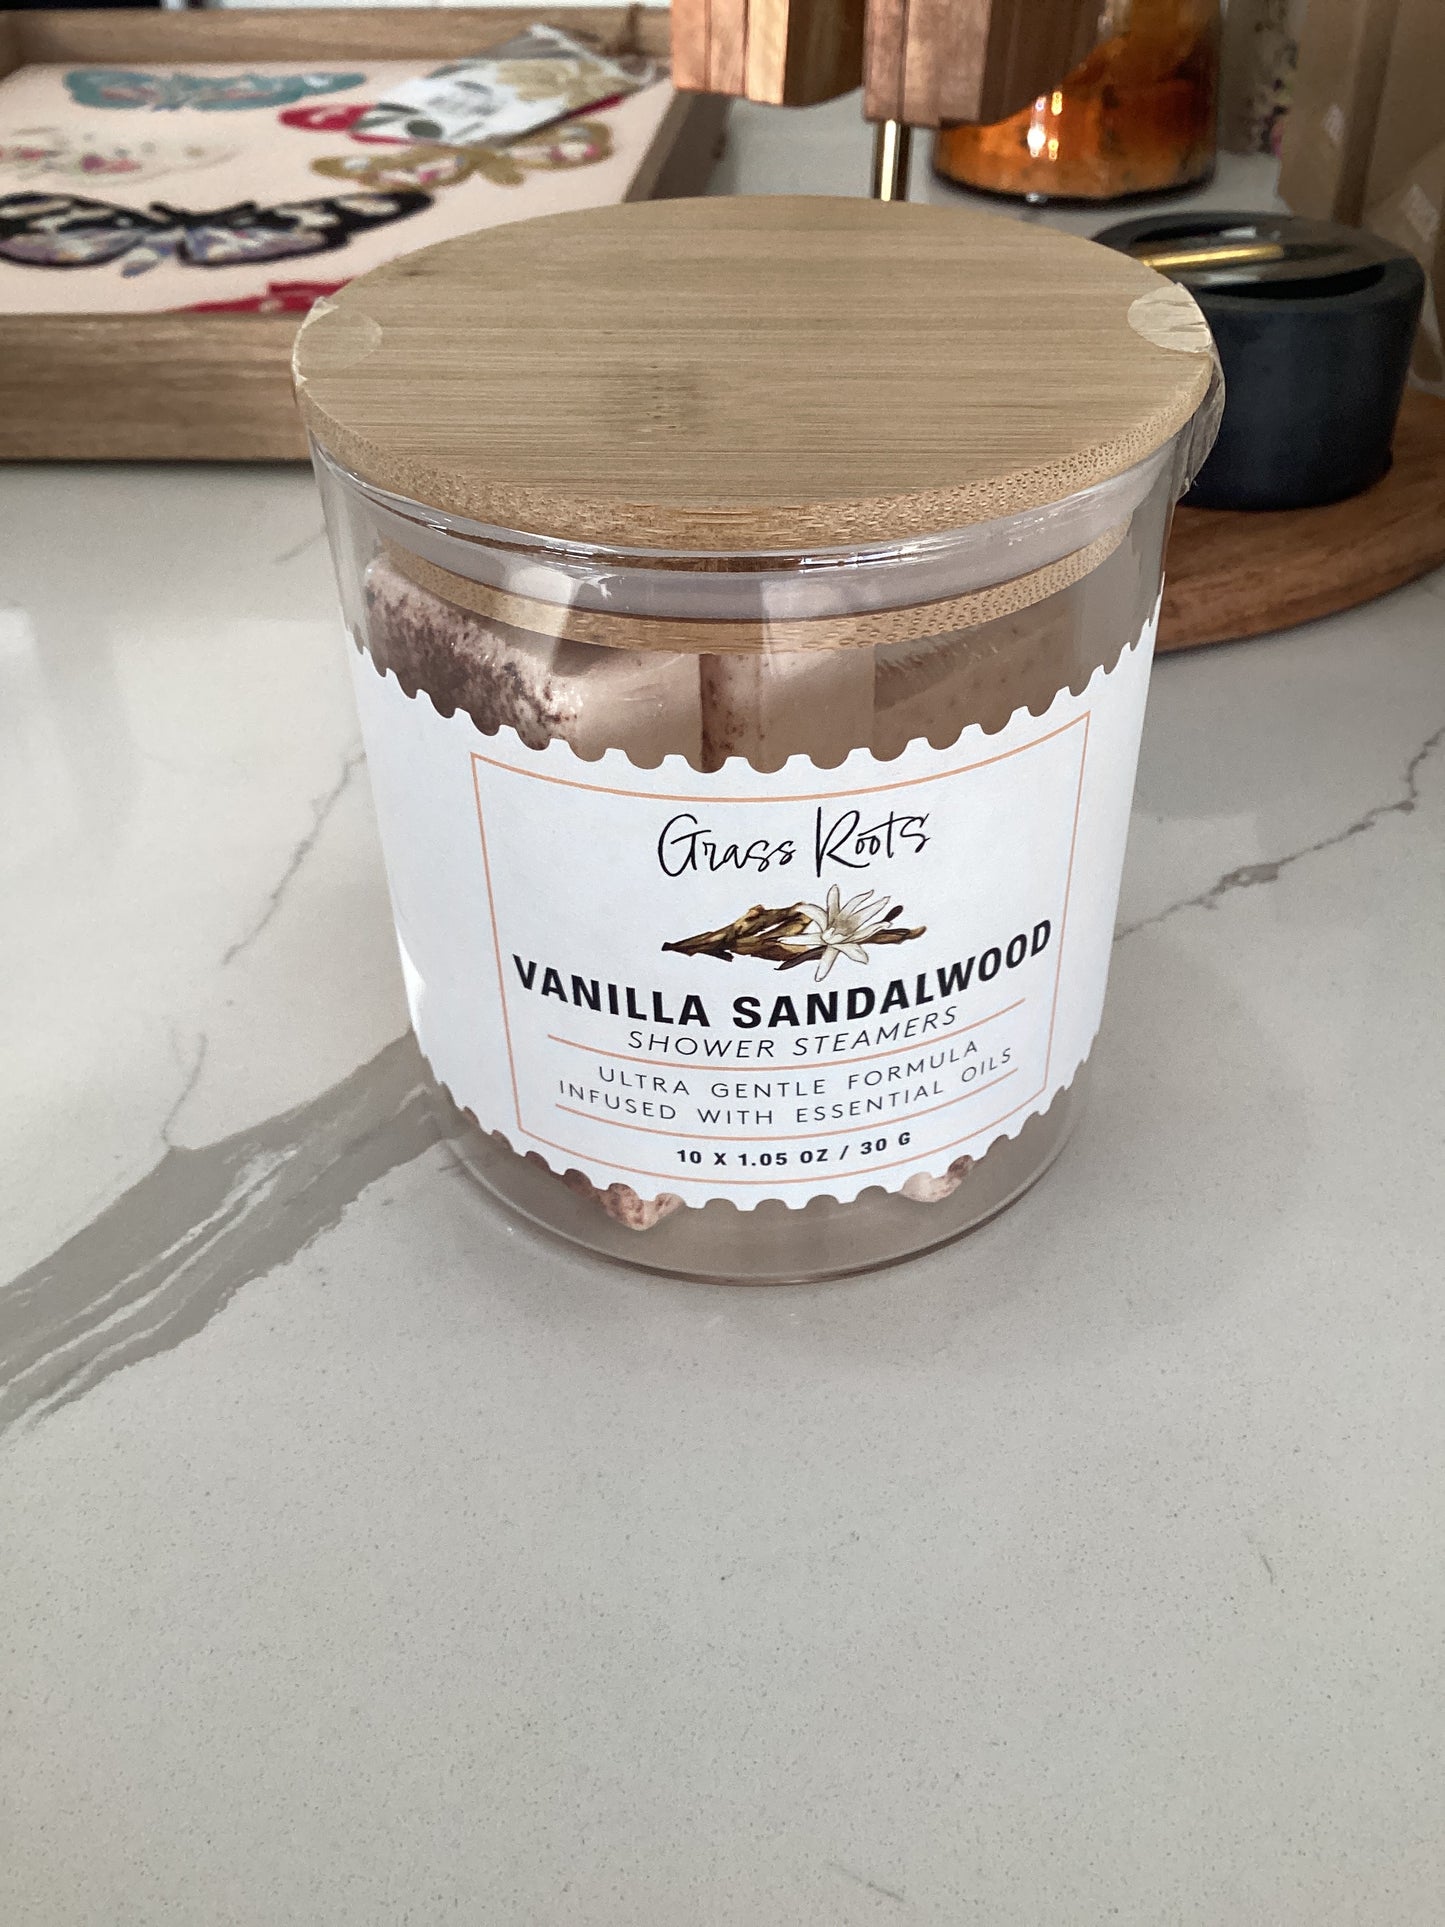 Grass Roots
VANILLA SANDALWOOD
SHOWER STEAMERS
ULTRA GENTLE FORMULA
INFUSED WITH ESSENTIAL OILS
10 X 1.05 OZ / 30 G